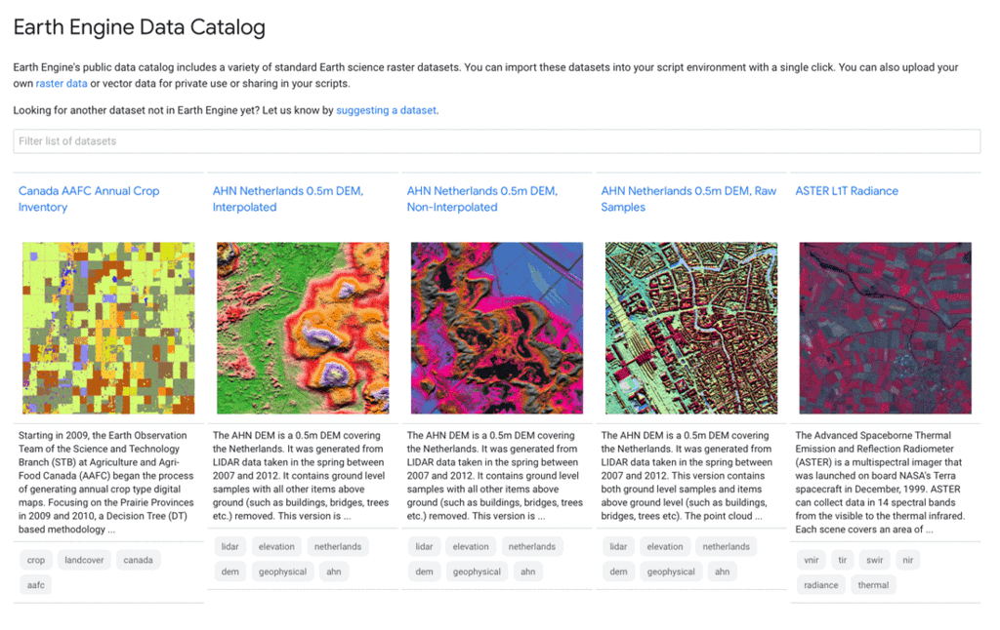 Earth Engine Data Catalog
Earth Engine's public data catalog includes a variety of standard Earth science raster datasets. You can import these datasets into your script environment with a single click. You can also upload your
own raster data or vector data for private use or sharing in your scripts.
Looking for another dataset not in Earth Engine yet? Let us know by suggesting a dataset.
Filter list of datasets
Canada AAFC Annual Crop
Inventory
Starting in 2009, the Earth Observation
Team of the Science and Technology
Branch (STB) at Agriculture and Agri-
Food Canada (AAFC) began the process
of generating annual crop type digital
maps. Focusing on the Prairie Provinces
in 2009 and 2010, a Decision Tree (DT)
based methodology ...
crop landcover canada
aafc
AHN Netherlands 0.5m DEM,
Interpolated
The AHN DEM is a 0.5m DEM covering
the Netherlands. It was generated from
LIDAR data taken in the spring between
2007 and 2012. It contains ground level
samples with all other items above
ground (such as buildings, bridges, trees
etc.) removed. This version is ...
lidar elevation netherlands
dem geophysical ahn
AHN Netherlands 0.5m DEM,
Non-Interpolated
The AHN DEM is a 0.5m DEM covering
the Netherlands. It was generated from
LIDAR data taken in the spring between
2007 and 2012. It contains ground level
samples with all other items above
ground (such as buildings, bridges, trees
etc.) removed. This version is ...
lidar elevation netherlands
dem geophysical ahn
AHN Netherlands 0.5m DEM, Raw
Samples
The AHN DEM is a 0.5m DEM covering
the Netherlands. It was generated from
LIDAR data taken in the spring between
2007 and 2012. This version contains
both ground level samples and items
above ground level (such as buildings,
bridges, trees etc). The point cloud ...
lidar elevation netherlands
dem geophysical ahn
ASTER L1T Radiance
The Advanced Spaceborne Thermal
Emission and Reflection Radiometer
(ASTER) is a multispectral imager that
was launched on board NASA's Terra
spacecraft in December, 1999. ASTER
can collect data in 14 spectral bands
from the visible to the thermal infrared.
Each scene covers an area of ...
vnir tir swir nir
radiance thermal